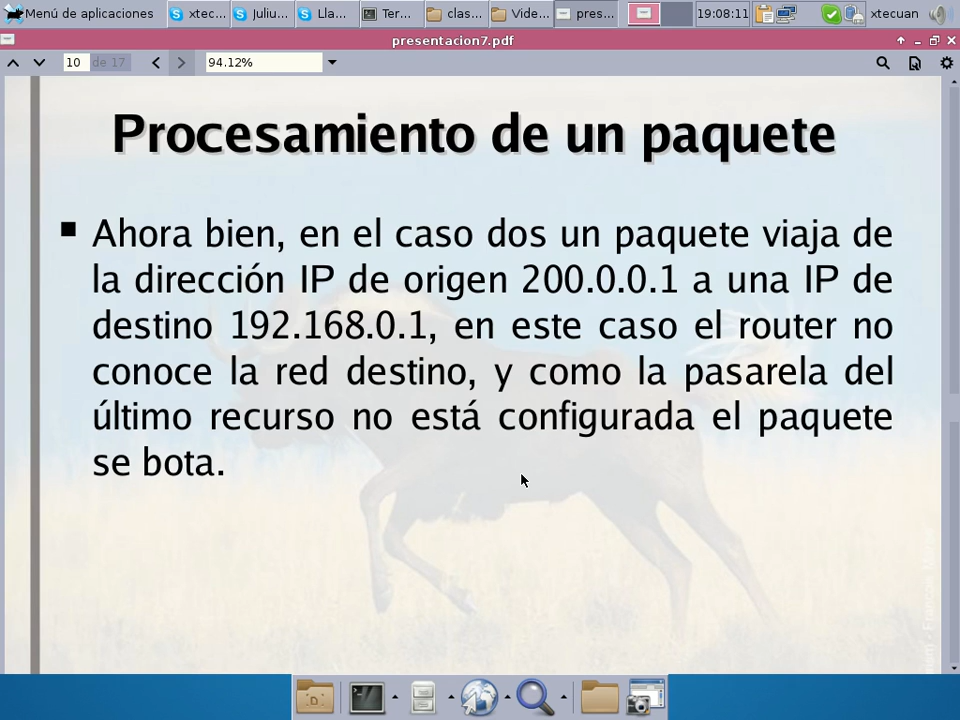 Menú de aplicaciones xtec... Juliu... Lla... Ter... clas... Vide... pres... 19:08:11 xtecuan
presentacion7.pdf
10 de 17 94.12%
Procesamiento de un paquete
Ahora bien, en el caso dos un paquete viaja de
la dirección IP de origen 200.0.0.1 a una IP de
destino 192.168.0.1, en este caso el router no
conoce la red destino, y como la pasarela del
último recurso no está configurada el paquete
se bota.